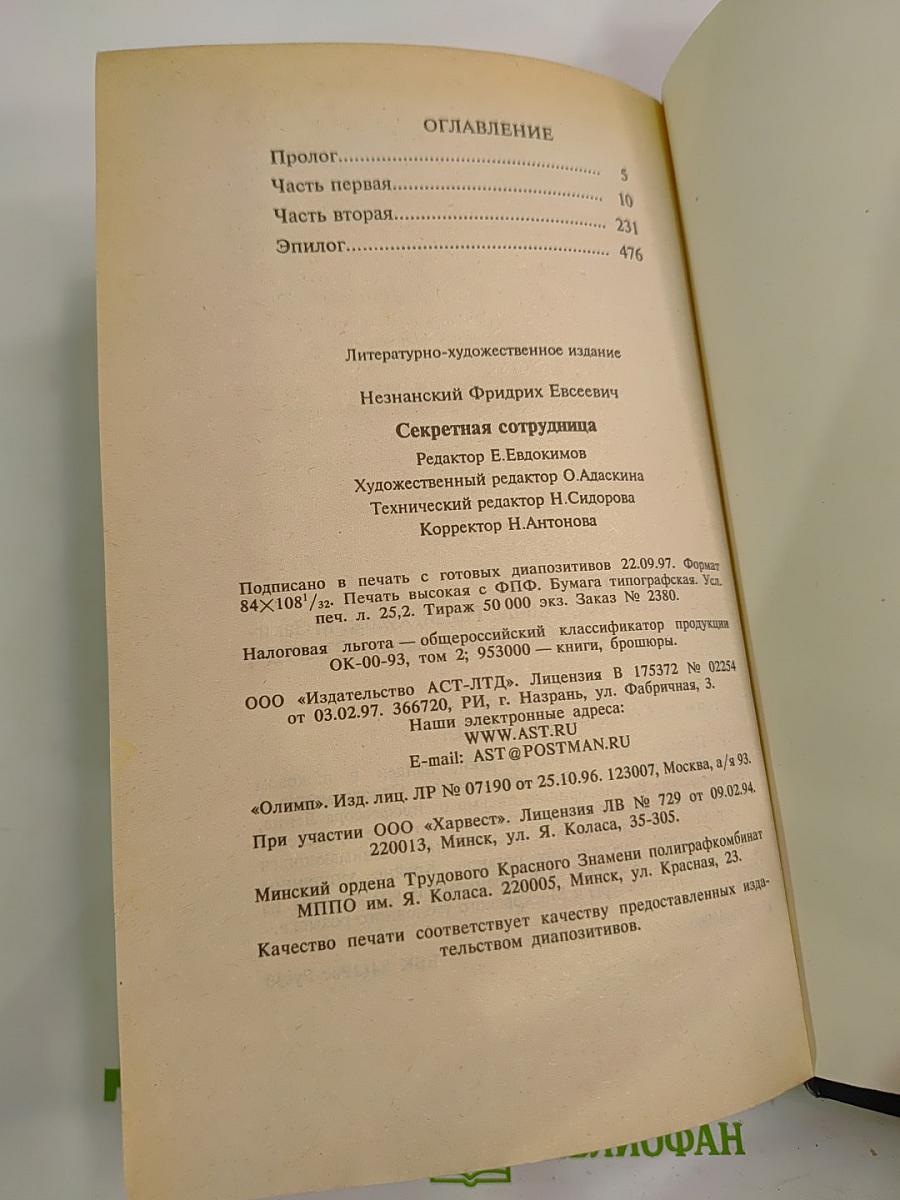 ОГЛАВЛЕНИЕ
Пролог.................................................. 5
Часть первая........................................ 10
Часть вторая........................................ 231
Эпилог.................................................. 476
Литературно-художественное издание
Незнанский Фридрих Евсеевич
Секретная сотрудница
Редактор Е.Евдокимов
Художественный редактор О.Адаскина
Технический редактор Н.Сидорова
Корректор Н.Антонова
Подписано в печать с готовых диапозитивов 22.09.97. Формат
84×108¹/₃₂. Печать высокая с ФПФ. Бумага типографская. Усл.
печ. л. 25,2. Тираж 50 000 экз. Заказ № 2380.
Налоговая льгота — общероссийский классификатор продукции
ОК-00-93, том 2; 953000 — книги, брошюры.
ООО «Издательство АСТ-ЛТД». Лицензия В 175372 № 02254
от 03.02.97. 366720, РИ, г. Назрань, ул. Фабричная, 3.
Наши электронные адреса:
WWW.AST.RU
E-mail: AST@POSTMAN.RU
«Олимп». Изд. лиц. ЛР № 07190 от 25.10.96. 123007, Москва, а/я 93.
При участии ООО «Харвест». Лицензия ЛВ № 729 от 09.02.94.
220013, Минск, ул. Я. Коласа, 35-305.
Минский ордена Трудового Красного Знамени полиграфкомбинат
МППО им. Я. Коласа. 220005, Минск, ул. Красная, 23.
Качество печати соответствует качеству предоставленных изда-
тельством диапозитивов.